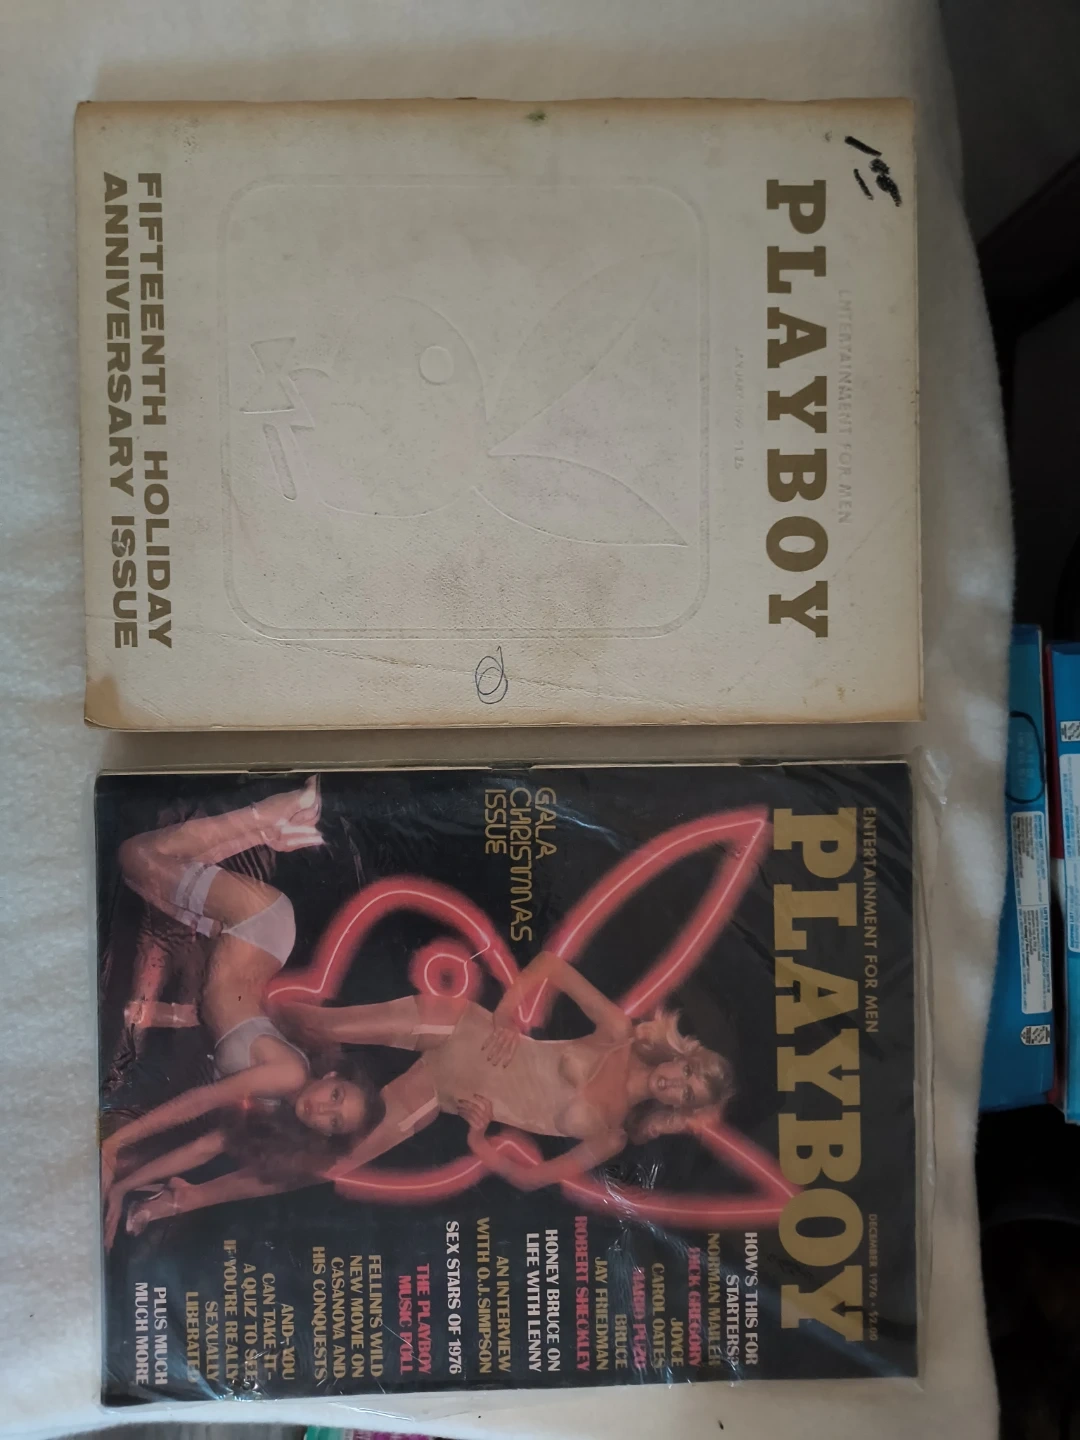 ENTERTAINMENT FOR MEN
PLAYBOY
FIFTEENTH HOLIDAY
ANNIVERSARY ISSUE
ENTERTAINMENT FOR MEN
DECEMBER 1976 • $2.00
PLAYBOY
GALA
CHRISTMAS
ISSUE
HOW'S THIS FOR
STARTERS?
NORMAN MAILER
DICK GREGORY
JOYCE
CAROL OATES
MARIO PUZO
BRUCE
JAY FRIEDMAN
ROBERT SHECKLEY
HONEY BRUCE ON
LIFE WITH LENNY
AN INTERVIEW
WITH O.J. SIMPSON
SEX STARS OF 1976
THE PLAYBOY
MUSIC POLL
FELLINI'S WILD
NEW MOVIE ON
CASANOVA AND
HIS CONQUESTS
AND—YOU
CAN TAKE IT—
A QUIZ TO SEE
IF YOU'RE REALLY
SEXUALLY
LIBERATED
PLUS MUCH
MUCH MORE